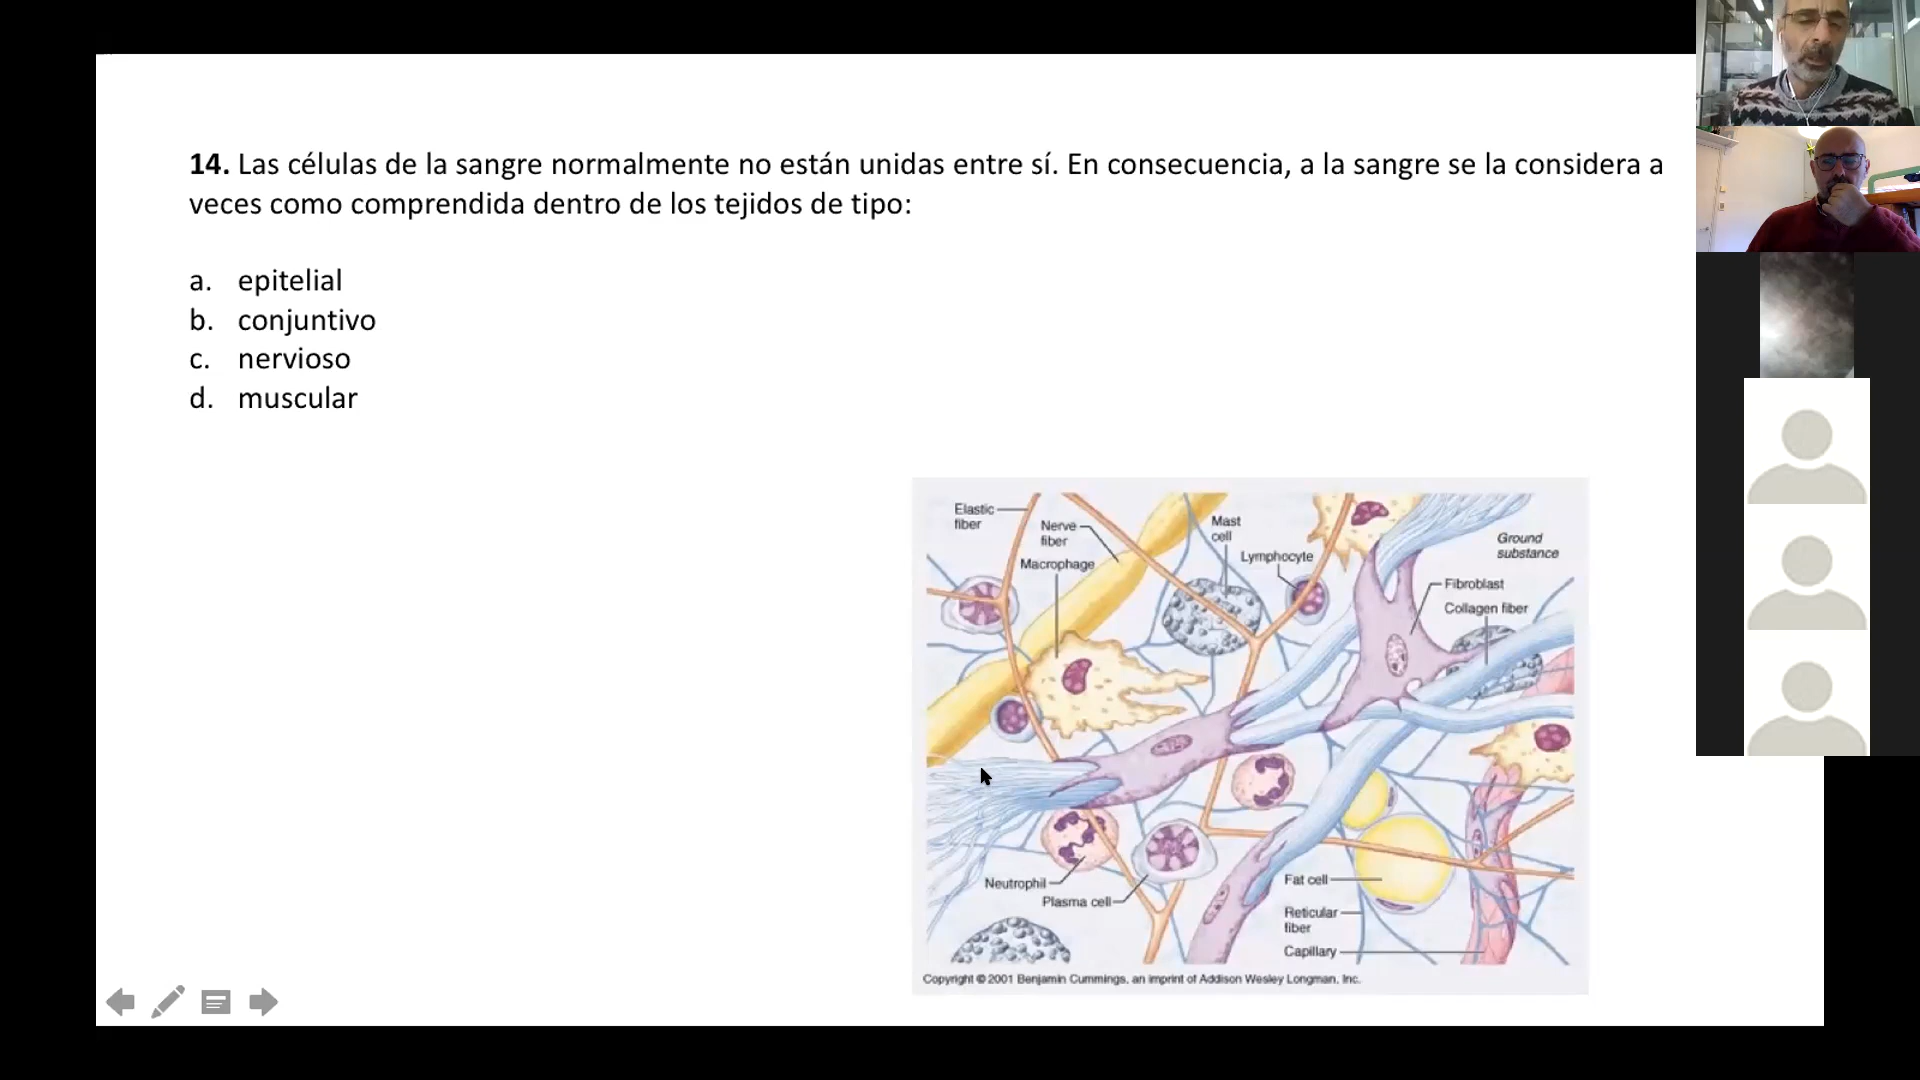 14. Las células de la sangre normalmente no están unidas entre sí. En consecuencia, a la sangre se la considera a
veces como comprendida dentro de los tejidos de tipo:
a. epitelial
b. conjuntivo
c. nervioso
d. muscular
Elastic
fiber
Nerve
fiber
Macrophage
Mast
cell
Lymphocyte
Ground
substance
Fibroblast
Collagen fiber
Neutrophil
Plasma cell
Fat cell
Reticular
fiber
Capillary
Copyright © 2001 Benjamin Cummings, an imprint of Addison Wesley Longman, Inc.